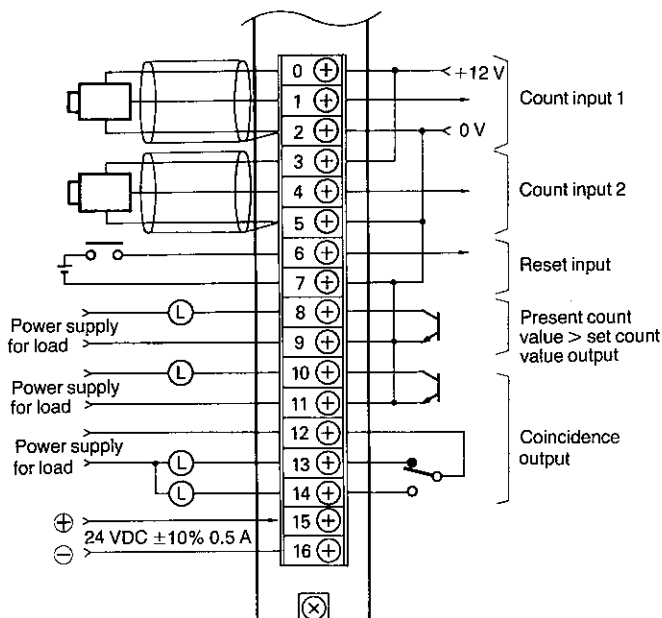 0
1
2
3
4
5
6
7
8
9
10
11
12
13
14
15
16
+12 V
0 V
Count input 1
Count input 2
Reset input
Present count
value > set count
value output
Coincidence
output
L
Power supply
for load
L
Power supply
for load
Power supply
for load
L
L
+
24 VDC ±10% 0.5 A
−